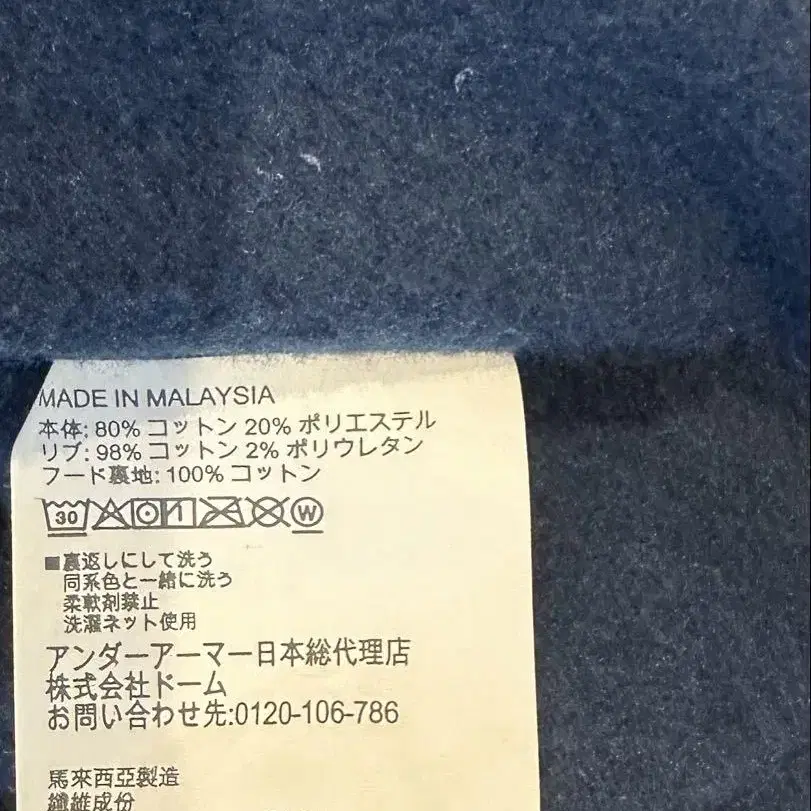 MADE IN MALAYSIA
本体: 80% コットン 20% ポリエステル
リブ: 98% コットン 2% ポリウレタン
フード裏地: 100% コットン
30 W
■裏返しにして洗う
同系色と一緒に洗う
柔軟剤禁止
洗濯ネット使用
アンダーアーマー日本総代理店
株式会社ドーム
お問い合わせ先:0120-106-786
馬來西亞製造
纖維成份